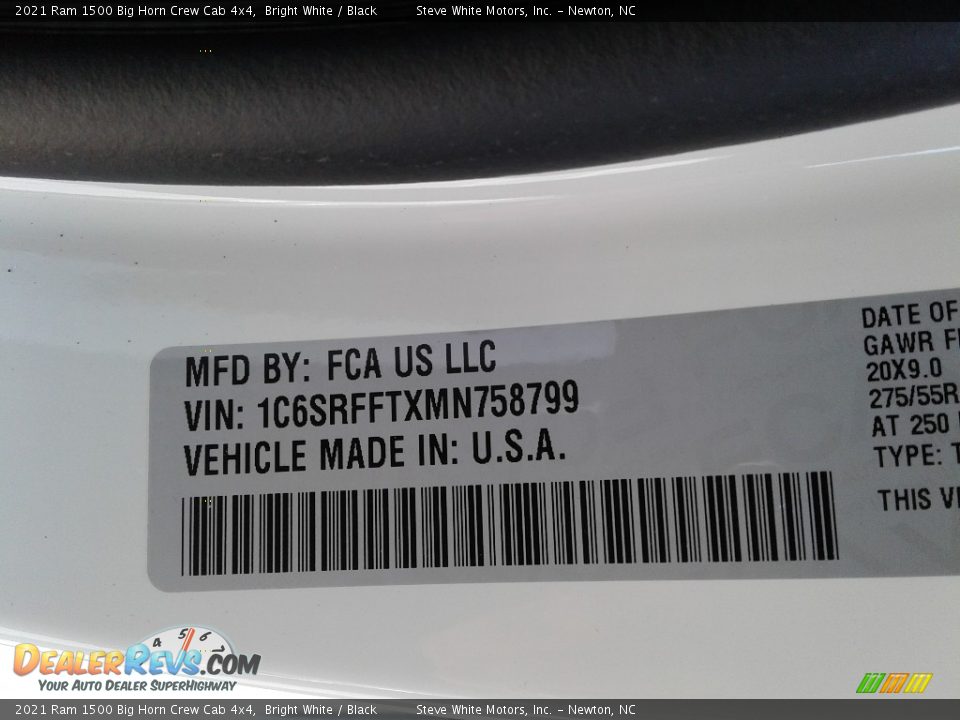 2021 Ram 1500 Big Horn Crew Cab 4x4, Bright White / Black Steve White Motors, Inc. - Newton, NC
MFD BY: FCA US LLC
VIN: 1C6SRFFTXMN758799
VEHICLE MADE IN: U.S.A.
DATE OF
GAWR
20X9.0
275/55R
AT 250
TYPE:
THIS
4 5 6
DEALERREVS.COM
YOUR AUTO DEALER SUPERHIGHWAY
2021 Ram 1500 Big Horn Crew Cab 4x4, Bright White / Black Steve White Motors, Inc. - Newton, NC